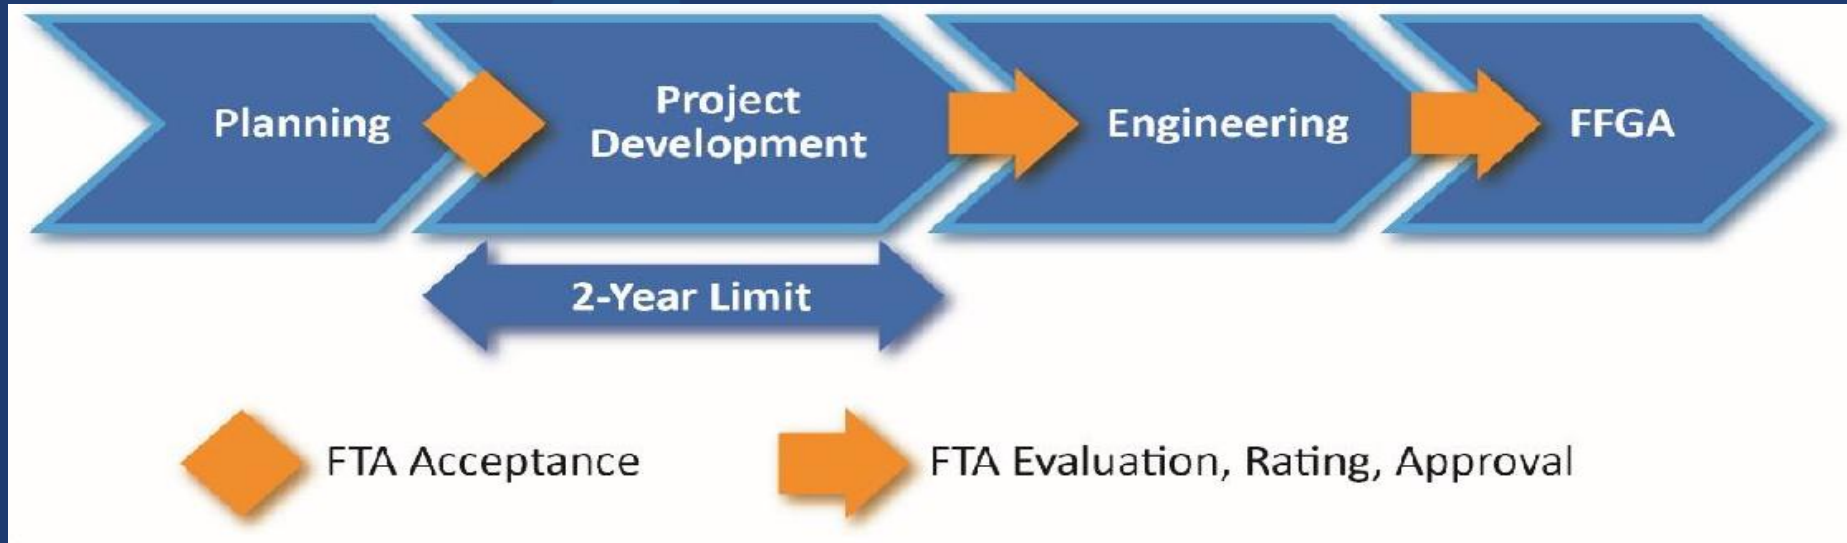 Planning
Project
Development
Engineering
FFGA
2-Year Limit
FTA Acceptance
FTA Evaluation, Rating, Approval